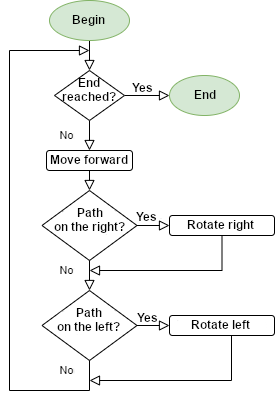 Begin
End
reached?
Yes
End
No
Move forward
Path
on the right?
Yes
Rotate right
No
Path
on the left?
Yes
Rotate left
No